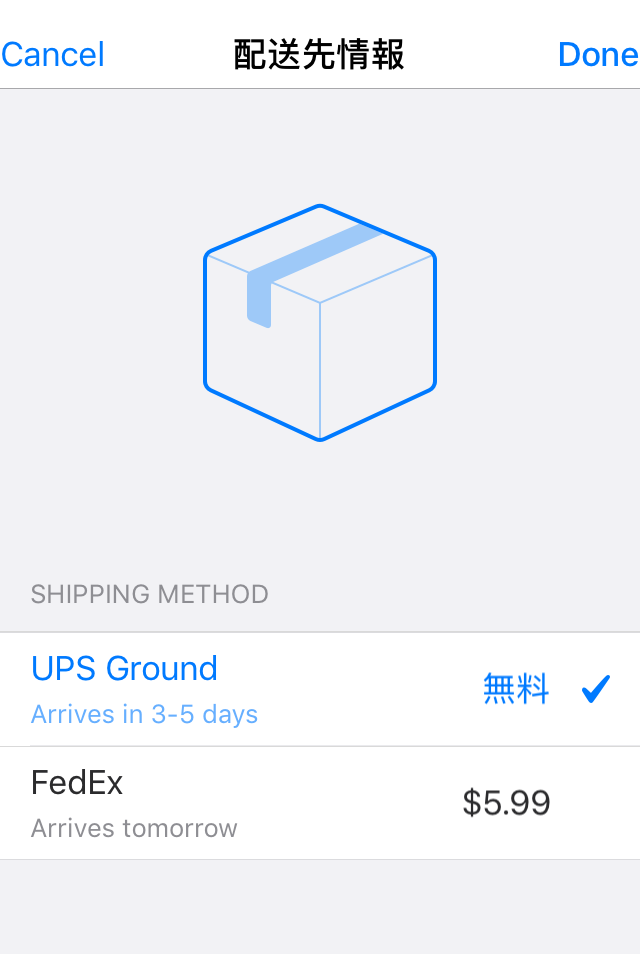 Cancel 配送先情報 Done
SHIPPING METHOD
UPS Ground
無料
Arrives in 3-5 days
FedEx
$5.99
Arrives tomorrow